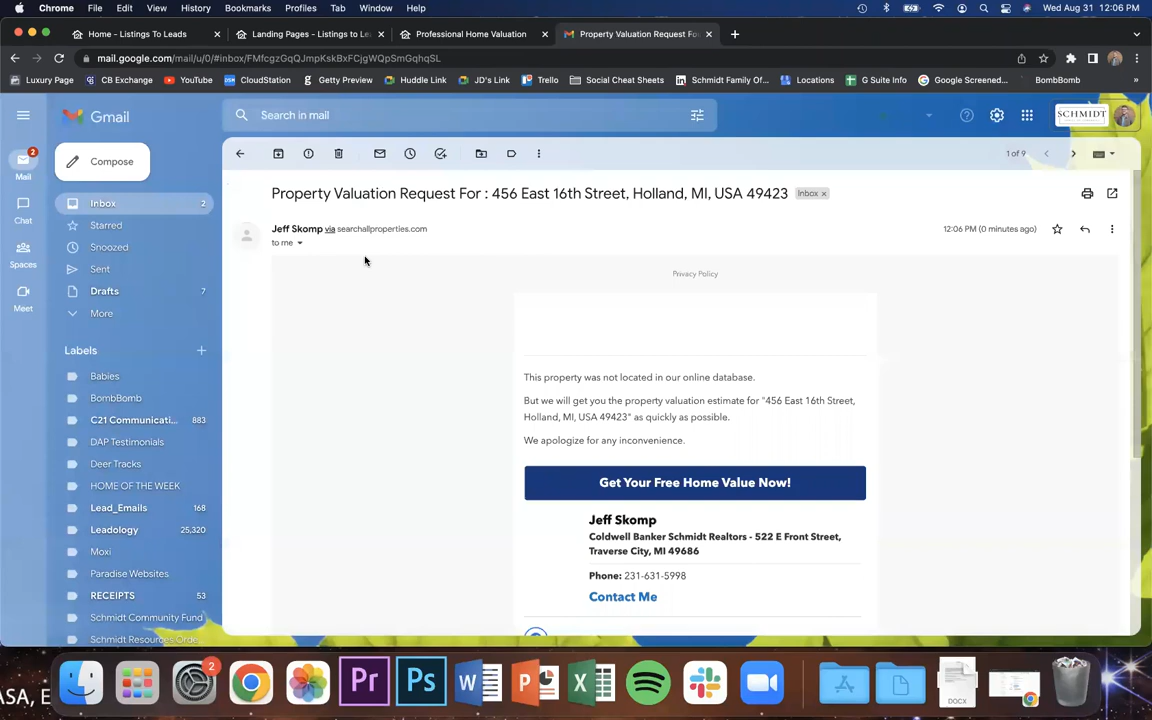 Chrome File Edit View History Bookmarks Profiles Tab Window Help Wed Aug 31 12:06 PM
Home - Listings To Leads Landing Pages - Listings to Le Professional Home Valuation Property Valuation Request Fo
mail.google.com/mail/u/0/#inbox/FMfcgzGqQJmpKskBxFCjgWQpSmGqhqSL
Luxury Page CB Exchange YouTube CloudStation Getty Preview Huddle Link JD's Link Trello Social Cheat Sheets Schmidt Family Of... Locations G Suite Info Google Screened... BombBomb »
Gmail Search in mail SCHMIDT
Compose
1 of 9
2
Mail
Chat
Spaces
Meet
Inbox 2
Starred
Snoozed
Sent
Drafts 7
More
Labels
Babies
BombBomb
C21 Communicati... 883
DAP Testimonials
Deer Tracks
HOME OF THE WEEK
Lead_Emails 168
Leadology 25,320
Moxi
Paradise Websites
RECEIPTS 53
Schmidt Community Fund
Schmidt Resources Orde
Property Valuation Request For : 456 East 16th Street, Holland, MI, USA 49423 Inbox
Jeff Skomp via searchallproperties.com 12:06 PM (0 minutes ago)
to me
Privacy Policy
This property was not located in our online database.
But we will get you the property valuation estimate for "456 East 16th Street,
Holland, MI, USA 49423" as quickly as possible.
We apologize for any inconvenience.
Get Your Free Home Value Now!
Jeff Skomp
Coldwell Banker Schmidt Realtors - 522 E Front Street,
Traverse City, MI 49686
Phone: 231-631-5998
Contact Me
2
Pr Ps W P X
DOCX
ASA, E